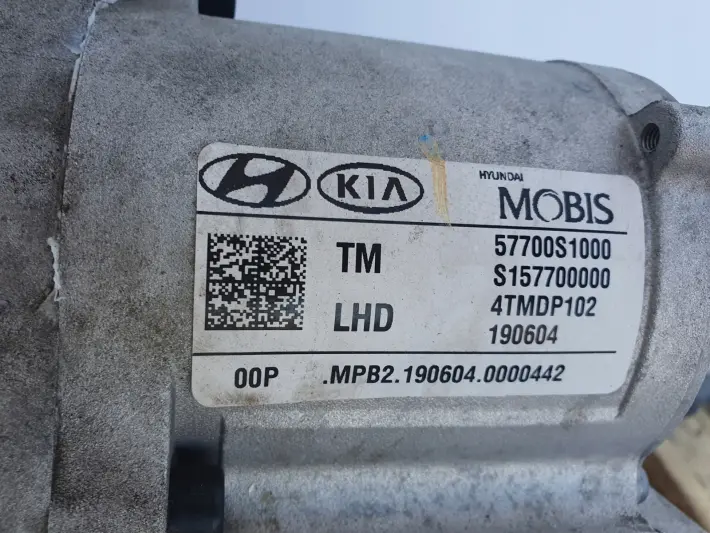 KIA
HYUNDAI
MOBIS
TM
57700S1000
S157700000
LHD
4TMDP102
190604
00P .MPB2.190604.0000442